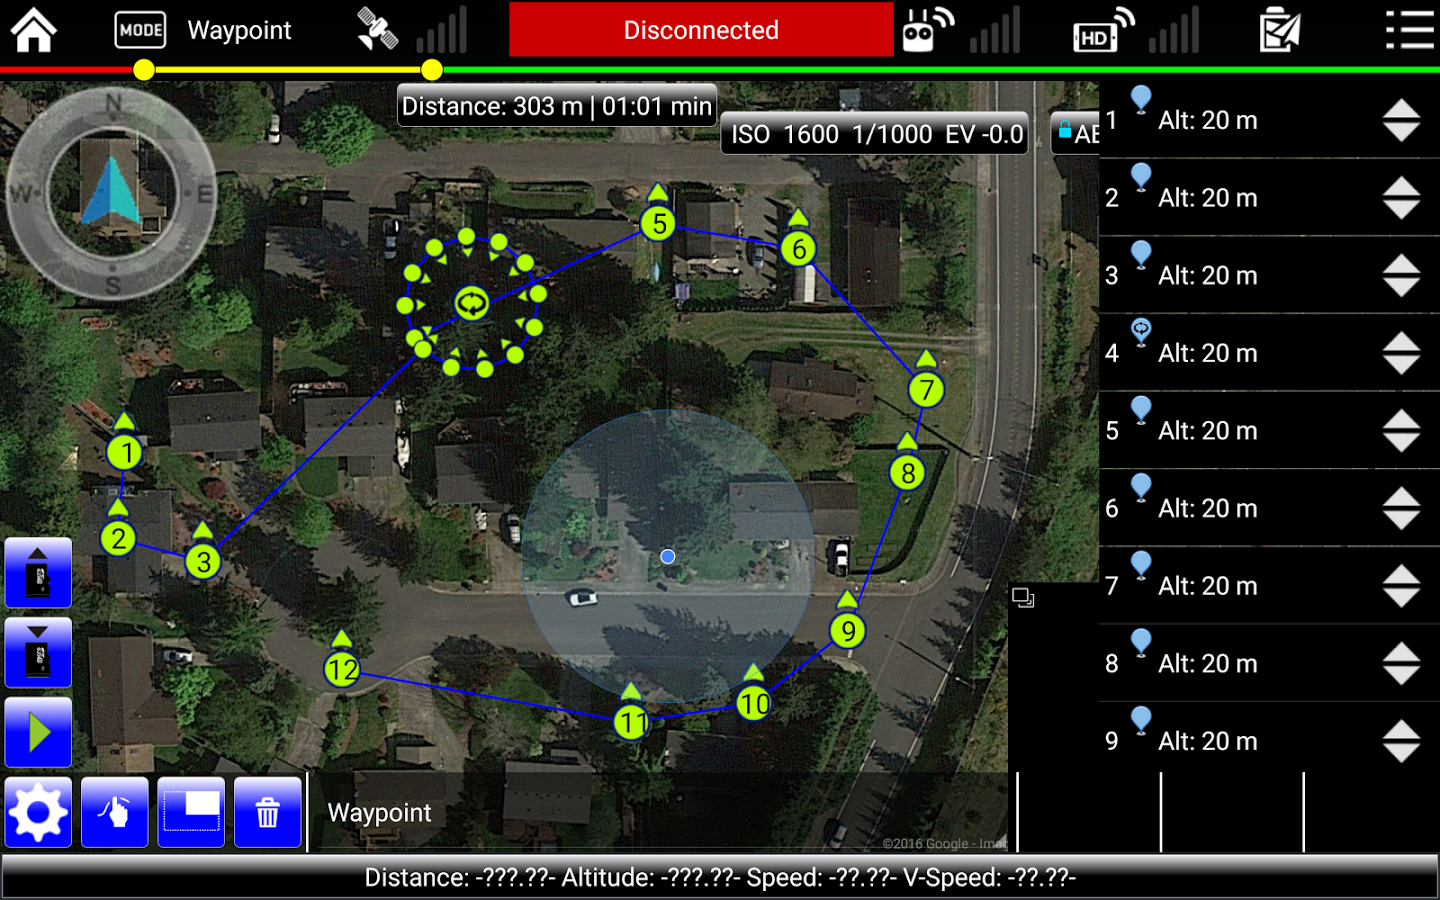 MODE Waypoint Disconnected HD
Distance: 303 m | 01:01 min
ISO 1600 1/1000 EV -0.0
AE
N
W E
S
1 Alt: 20 m
2 Alt: 20 m
3 Alt: 20 m
4 Alt: 20 m
5 Alt: 20 m
6 Alt: 20 m
7 Alt: 20 m
8 Alt: 20 m
9 Alt: 20 m
5
6
7
1
8
2
3
9
12
10
11
Waypoint
©2016 Google - Imag
Distance: -???.??- Altitude: -???.??- Speed: -??.??- V-Speed: -??.??-